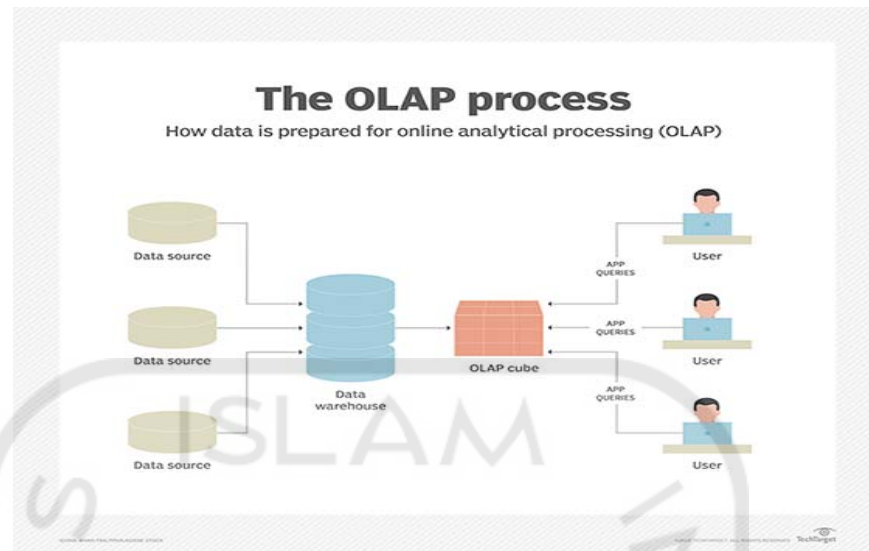 The OLAP process
How data is prepared for online analytical processing (OLAP)
Data source
Data source
Data source
Data
warehouse
OLAP cube
APP
QUERIES
APP
QUERIES
APP
QUERIES
User
User
User
ISLAM
TechTarget